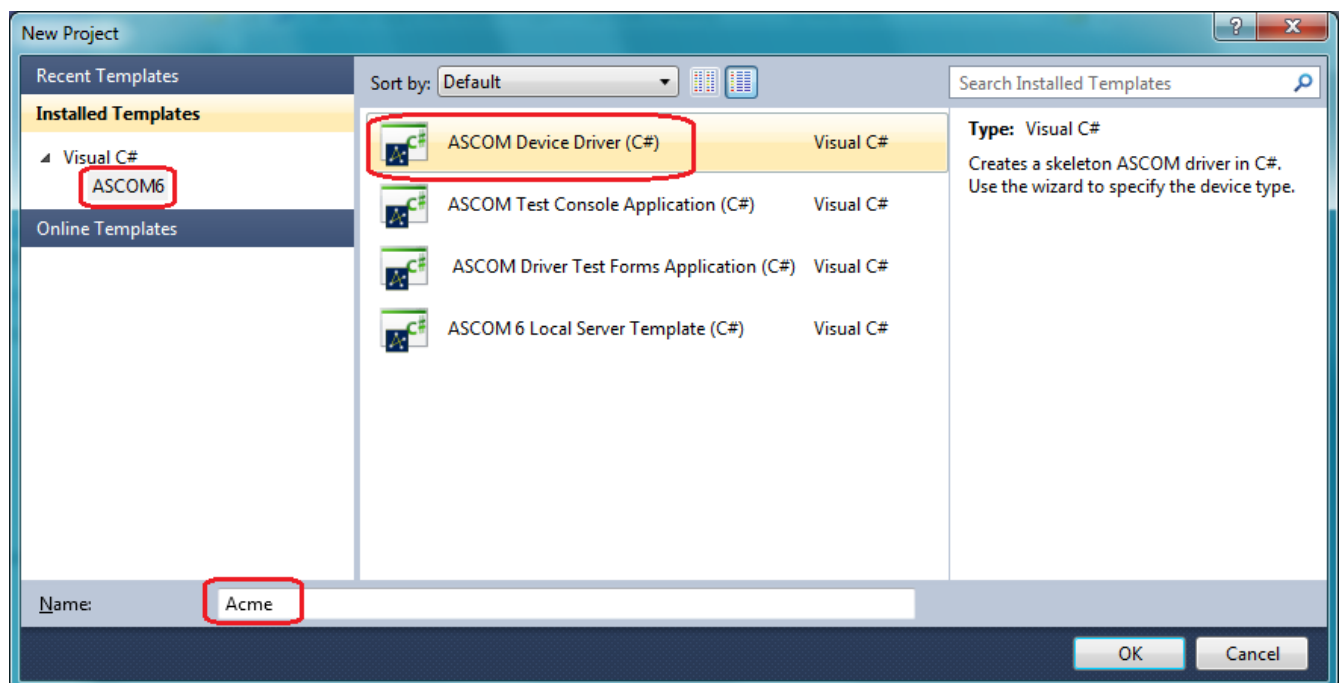 New Project
Recent Templates
Installed Templates
Visual C#
ASCOM6
Online Templates
Sort by: Default
ASCOM Device Driver (C#) Visual C#
ASCOM Test Console Application (C#) Visual C#
ASCOM Driver Test Forms Application (C#) Visual C#
ASCOM 6 Local Server Template (C#) Visual C#
Search Installed Templates
Type: Visual C#
Creates a skeleton ASCOM driver in C#.
Use the wizard to specify the device type.
Name: Acme
OK Cancel